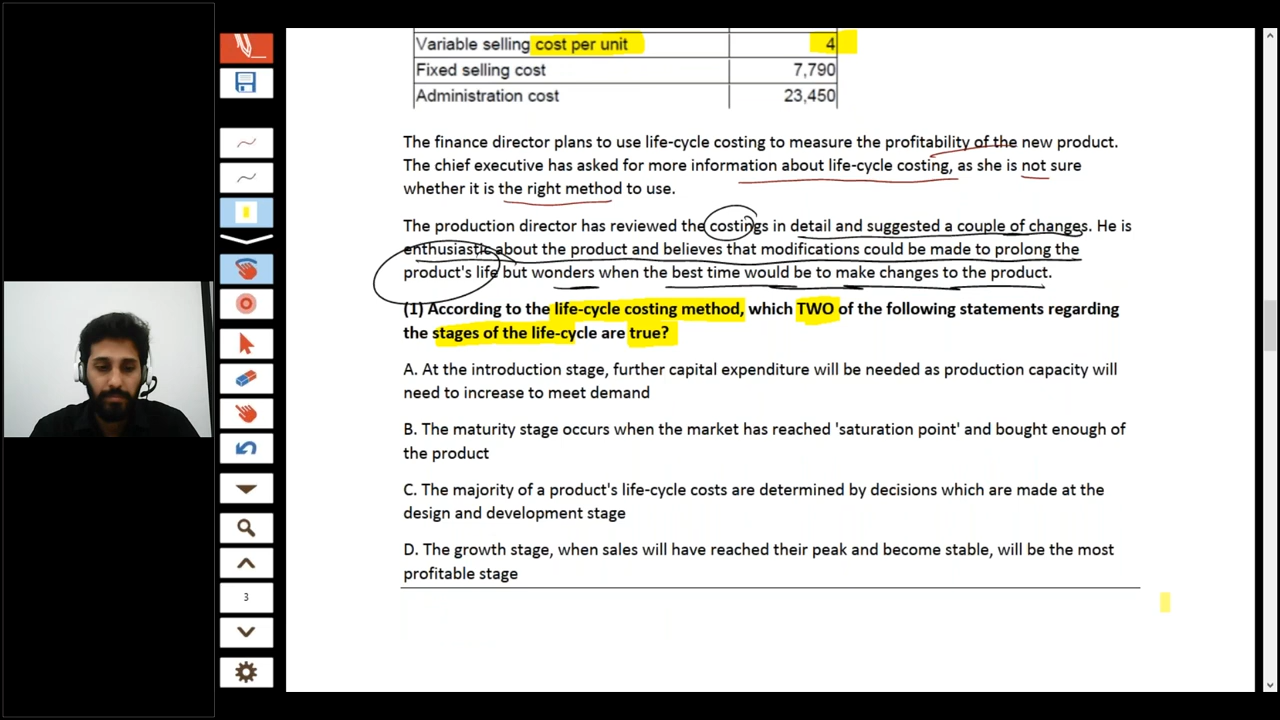 Variable selling cost per unit 4
Fixed selling cost 7,790
Administration cost 23,450
The finance director plans to use life-cycle costing to measure the profitability of the new product.
The chief executive has asked for more information about life-cycle costing, as she is not sure
whether it is the right method to use.
The production director has reviewed the costings in detail and suggested a couple of changes. He is
enthusiastic about the product and believes that modifications could be made to prolong the
product's life but wonders when the best time would be to make changes to the product.
(1) According to the life-cycle costing method, which TWO of the following statements regarding
the stages of the life-cycle are true?
A. At the introduction stage, further capital expenditure will be needed as production capacity will
need to increase to meet demand
B. The maturity stage occurs when the market has reached 'saturation point' and bought enough of
the product
C. The majority of a product's life-cycle costs are determined by decisions which are made at the
design and development stage
D. The growth stage, when sales will have reached their peak and become stable, will be the most
profitable stage
3